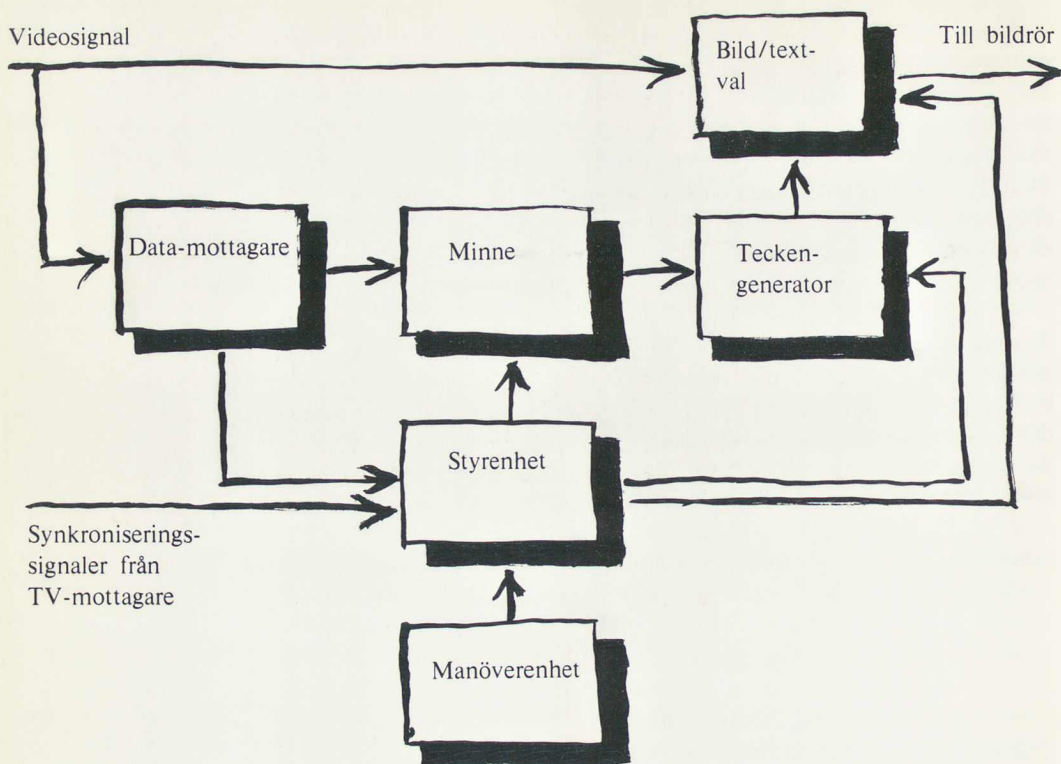 Videosignal
Bild/text-
val
Till bildrör
Data-mottagare
Minne
Tecken-
generator
Styrenhet
Synkroniserings-
signaler från
TV-mottagare
Manöverenhet